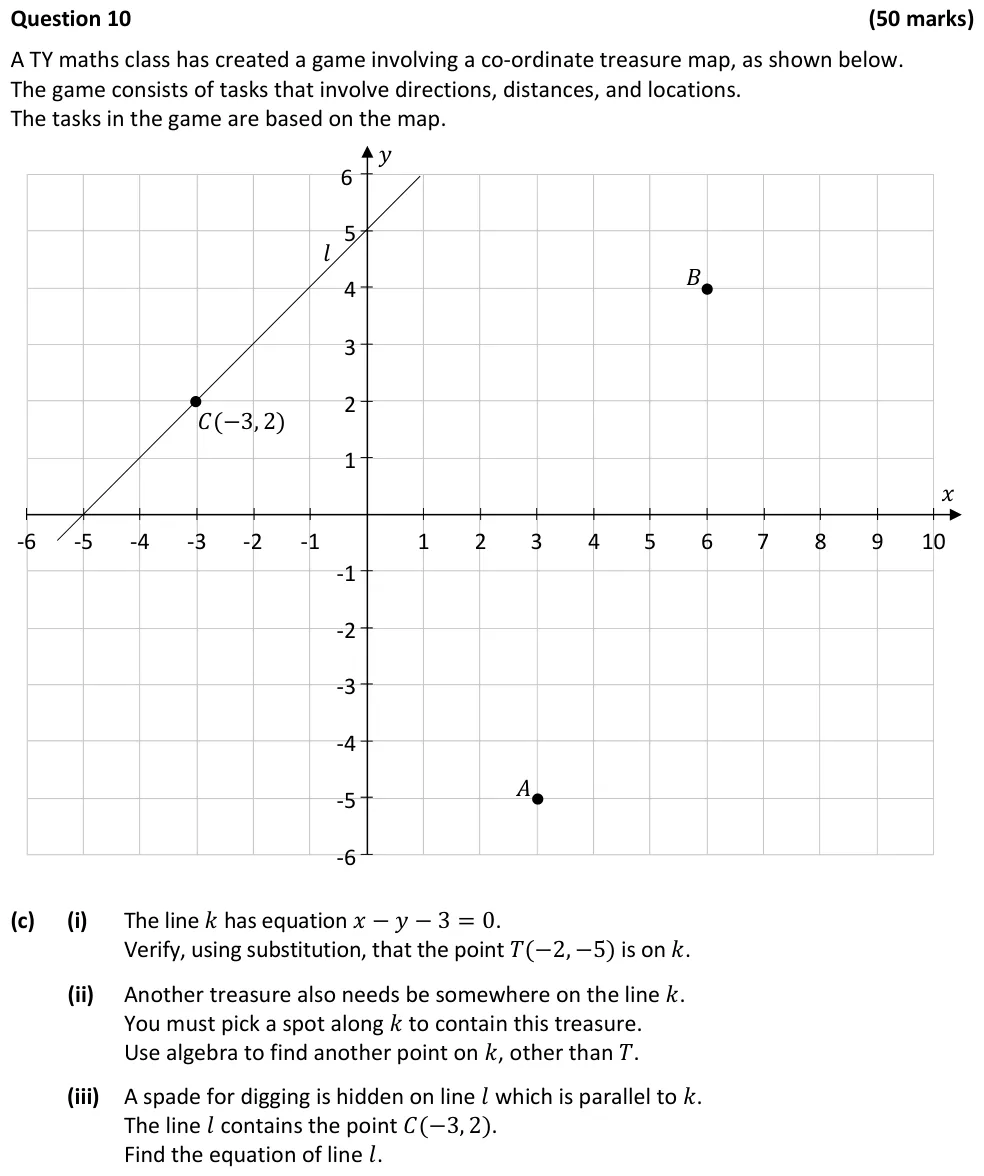 Question 10 (50 marks)
A TY maths class has created a game involving a co-ordinate treasure map, as shown below.
The game consists of tasks that involve directions, distances, and locations.
The tasks in the game are based on the map.
y
6
5
l
4
B
3
2
C(−3, 2)
1
x
-6 -5 -4 -3 -2 -1 1 2 3 4 5 6 7 8 9 10
-1
-2
-3
-4
A
-5
-6
(c) (i) The line k has equation x − y − 3 = 0.
Verify, using substitution, that the point T(−2, −5) is on k.
(ii) Another treasure also needs be somewhere on the line k.
You must pick a spot along k to contain this treasure.
Use algebra to find another point on k, other than T.
(iii) A spade for digging is hidden on line l which is parallel to k.
The line l contains the point C(−3, 2).
Find the equation of line l.